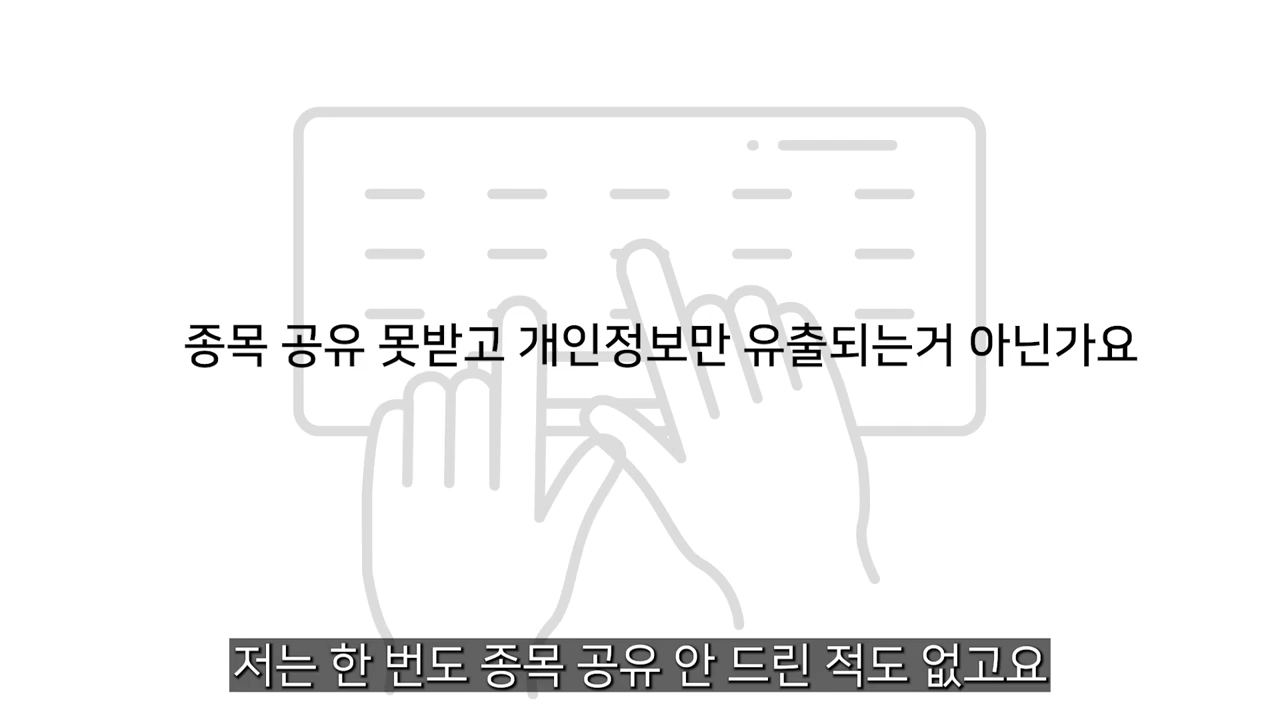 종목 공유 못받고 개인정보만 유출되는거 아닌가요
저는 한 번도 종목 공유 안 드린 적도 없고요